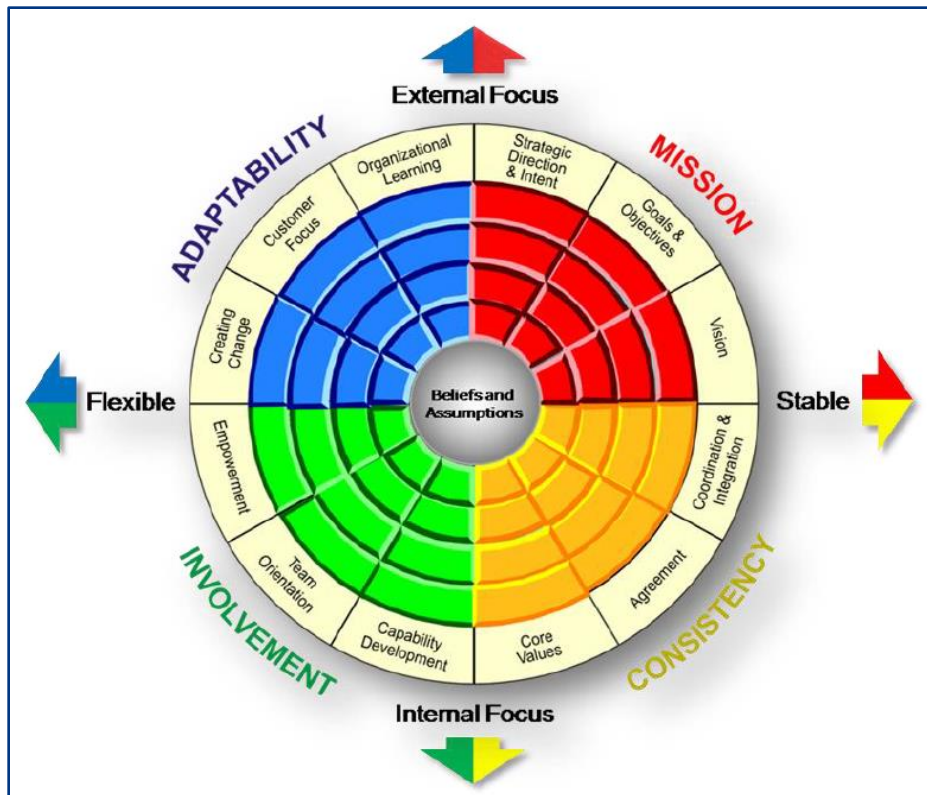 External Focus
ADAPTABILITY
MISSION
Organizational
Learning
Strategic
Direction
& Intent
Customer
Focus
Goals &
Objectives
Creating
Change
Vision
Flexible
Beliefs and
Assumptions
Stable
Empowerment
Coordination &
Integration
Team
Orientation
Agreement
Capability
Development
Core
Values
INVOLVEMENT
CONSISTENCY
Internal Focus